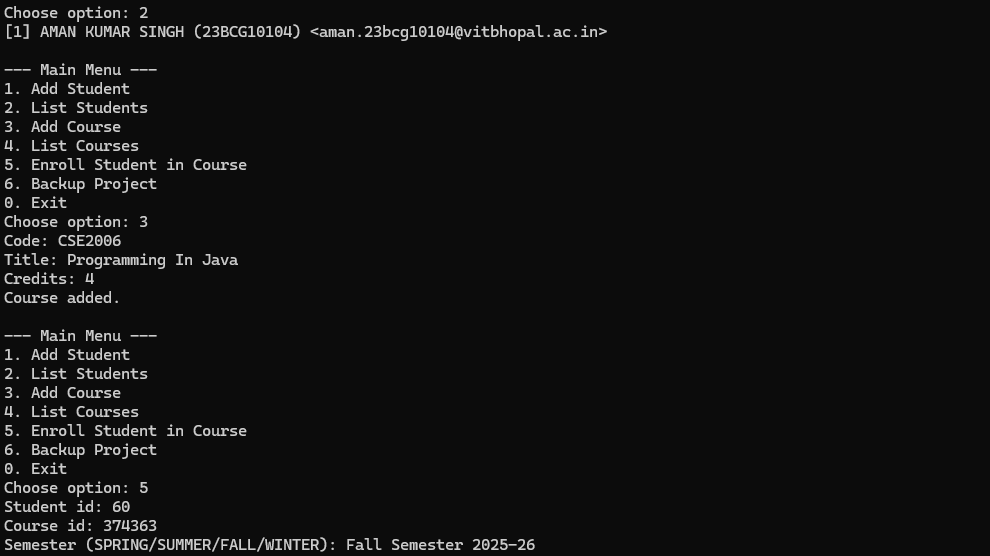 Choose option: 2
[1] AMAN KUMAR SINGH (23BCG10104) <aman.23bcg10104@vitbhopal.ac.in>
--- Main Menu ---
1. Add Student
2. List Students
3. Add Course
4. List Courses
5. Enroll Student in Course
6. Backup Project
0. Exit
Choose option: 3
Code: CSE2006
Title: Programming In Java
Credits: 4
Course added.
--- Main Menu ---
1. Add Student
2. List Students
3. Add Course
4. List Courses
5. Enroll Student in Course
6. Backup Project
0. Exit
Choose option: 5
Student id: 60
Course id: 374363
Semester (SPRING/SUMMER/FALL/WINTER): Fall Semester 2025-26